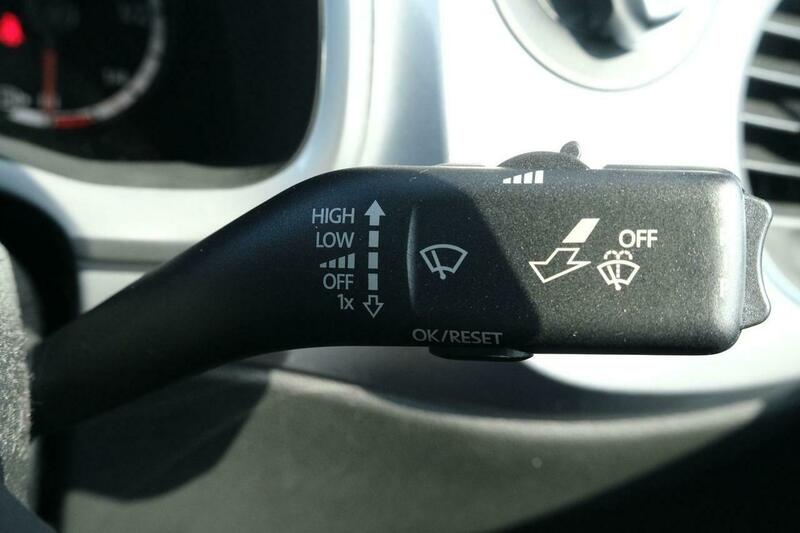 HIGH
LOW
OFF
1x
OFF
OK/RESET